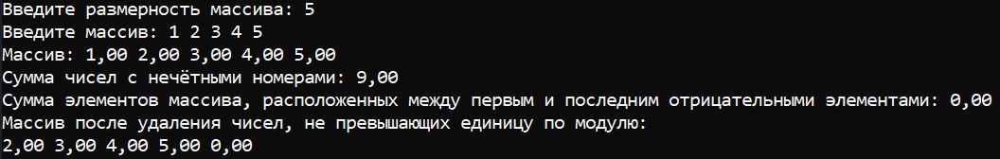 Введите размерность массива: 5
Введите массив: 1 2 3 4 5
Массив: 1,00 2,00 3,00 4,00 5,00
Сумма чисел с нечётными номерами: 9,00
Сумма элементов массива, расположенных между первым и последним отрицательными элементами: 0,00
Массив после удаления чисел, не превышающих единицу по модулю:
2,00 3,00 4,00 5,00 0,00